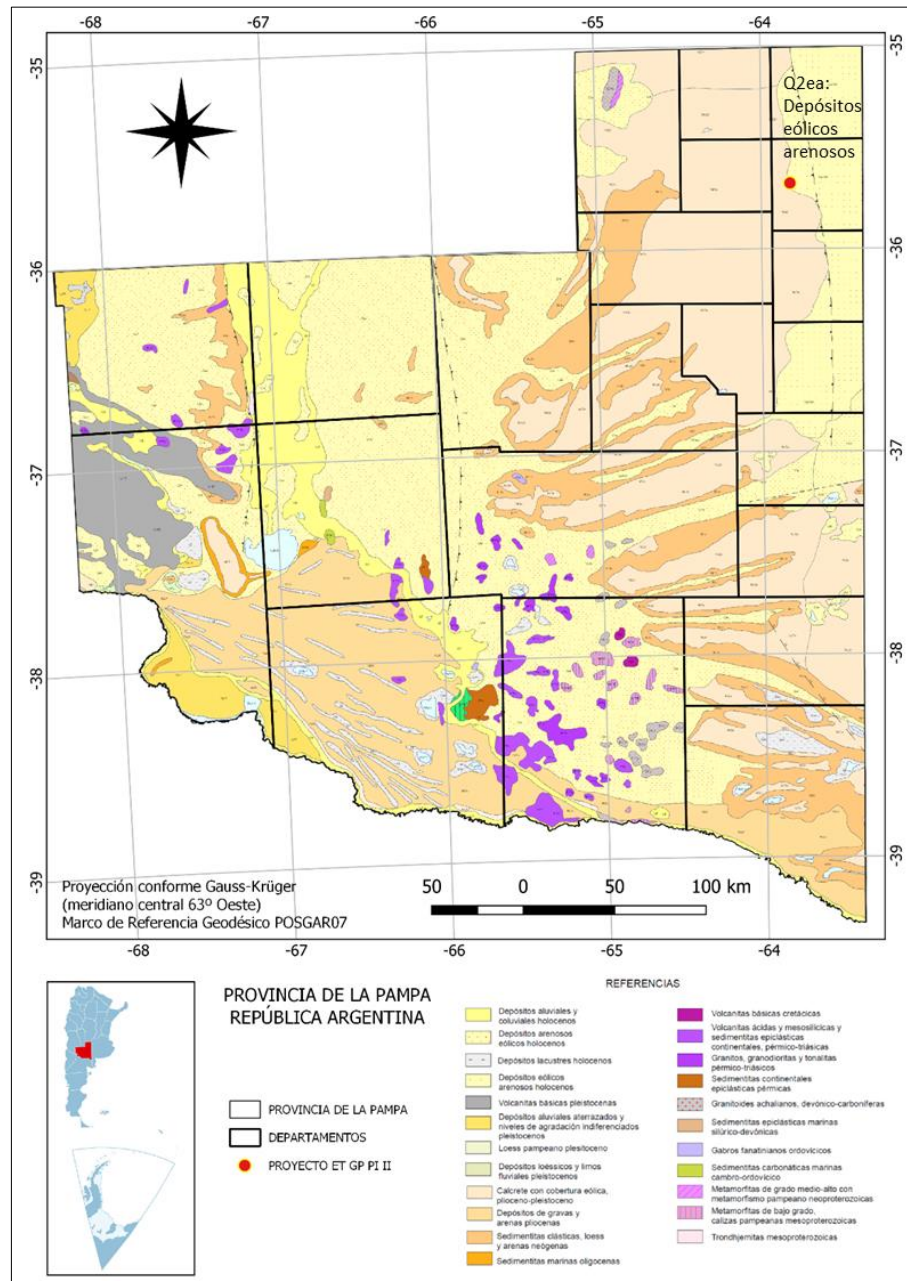 -68
-67
-66
-65
-64
-35
-35
Q2ea:
Depósitos
eólicos
arenosos
-36
-36
-37
-37
-38
-38
-39
-39
Proyección conforme Gauss-Krüger
(meridiano central 63º Oeste)
Marco de Referencia Geodésico POSGAR07
50 0 50 100 km
-68
-67
-66
-65
-64
PROVINCIA DE LA PAMPA
REPÚBLICA ARGENTINA
PROVINCIA DE LA PAMPA
DEPARTAMENTOS
PROYECTO ET GP PI II
REFERENCIAS
Depósitos aluviales y
coluviales holocenos
Depósitos arenosos
eólicos holocenos
Depósitos lacustres holocenos
Depósitos eólicos
arenosos holocenos
Volcanitas básicas pleistocenas
Depósitos aluviales aterrazados y
niveles de agradación indiferenciados
pleistocenos
Loess pampeano plesitoceno
Depósitos loéssicos y limos
fluviales pleistocenos
Calcrete con cobertura eólica,
plioceno-pleistoceno
Depósitos de gravas y
arenas pliocenas
Sedimentitas clásticas, loess
y arenas neógenas
Sedimentitas marinas oligocenas
Volcanitas básicas cretácicas
Volcanitas ácidas y mesosilícicas y
sedimentitas epiclásticas
continentales, pérmico-triásicas
Granitos, granodioritas y tonalitas
pérmico-triásicos
Sedimentitas continentales
epiclásticas pérmicas
Granitoides achalianos, devónico-carboníferas
Sedimentitas epiclásticas marinas
silúrico-devónicas
Gabros fanatinianos ordovícicos
Sedimentitas carbonáticas marinas
cambro-ordovícico
Metamorfitas de grado medio-alto con
metamorfismo pampeano neoproterozoicas
Metamorfitas de bajo grado,
calizas pampeanas mesoproterozoicas
Trondhjemitas mesoproterozoicas